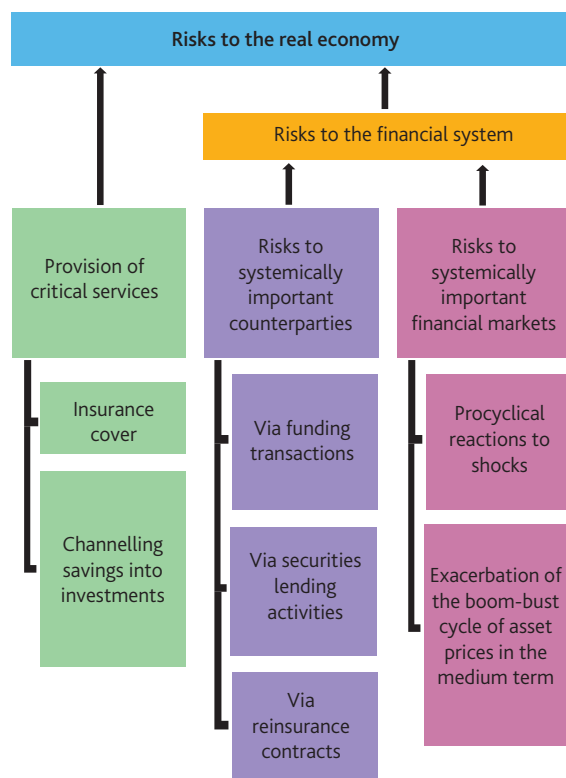 Risks to the real economy
Risks to the financial system
Provision of
critical services
Insurance
cover
Channelling
savings into
investments
Risks to
systemically
important
counterparties
Via funding
transactions
Via securities
lending
activities
Via
reinsurance
contracts
Risks to
systemically
important
financial markets
Procyclical
reactions to
shocks
Exacerbation of
the boom-bust
cycle of asset
prices in the
medium term